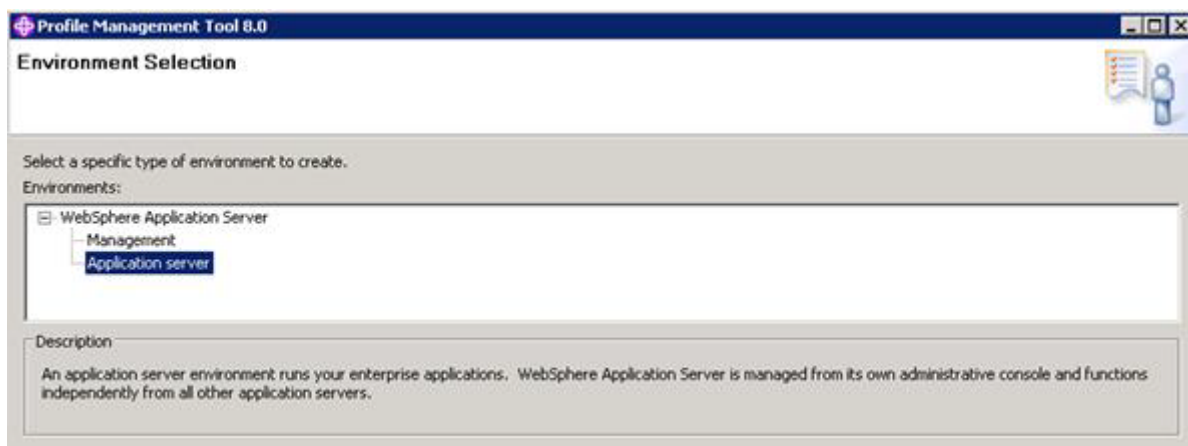 Profile Management Tool 8.0
Environment Selection
Select a specific type of environment to create.
Environments:
WebSphere Application Server
Management
Application server
Description
An application server environment runs your enterprise applications. WebSphere Application Server is managed from its own administrative console and functions
independently from all other application servers.